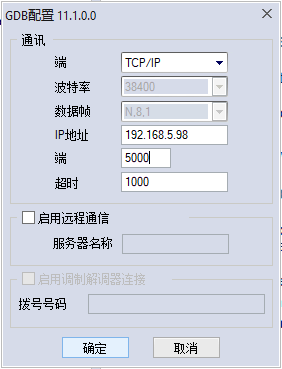 GDB配置 11.1.0.0
通讯
端 TCP/IP
波特率 38400
数据帧 N,8,1
IP地址 192.168.5.98
端 5000
超时 1000
启用远程通信
服务器名称
启用调制解调器连接
拨号号码
确定 取消